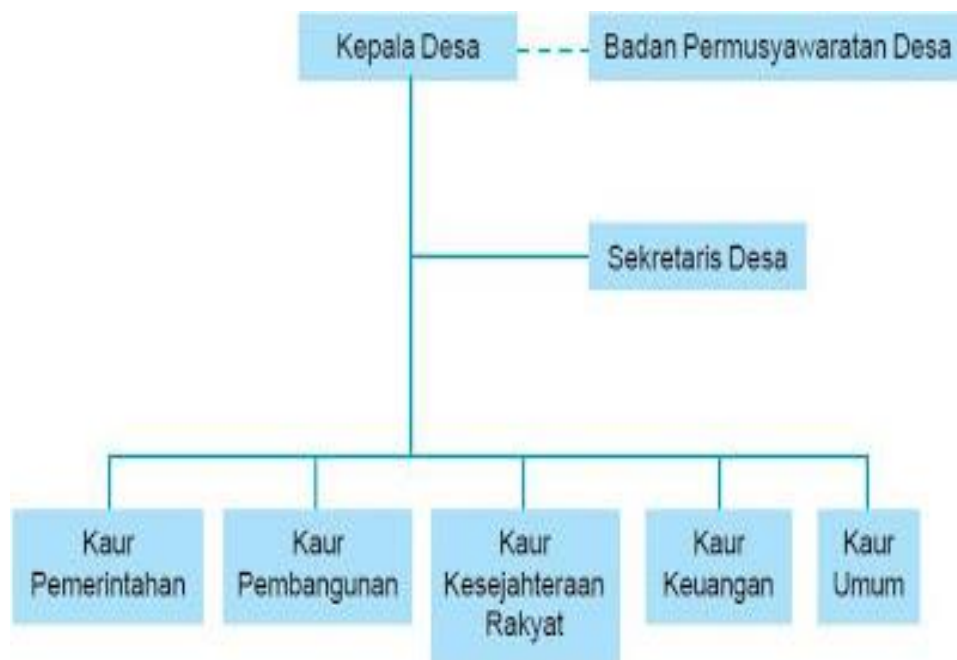 Kepala Desa
Badan Permusyawaratan Desa
Sekretaris Desa
Kaur
Pemerintahan
Kaur
Pembangunan
Kaur
Kesejahteraan
Rakyat
Kaur
Keuangan
Kaur
Umum